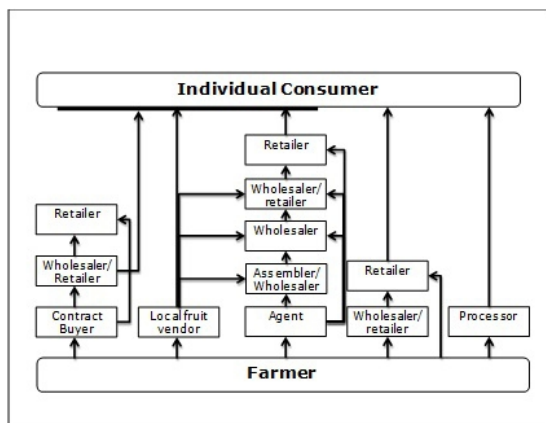 Individual Consumer
Retailer
Wholesaler/
retailer
Retailer
Wholesaler
Wholesaler/
Retailer
Assembler/
Wholesaler
Retailer
Contract
Buyer
Local fruit
vendor
Agent
Wholesaler/
retailer
Processor
Farmer